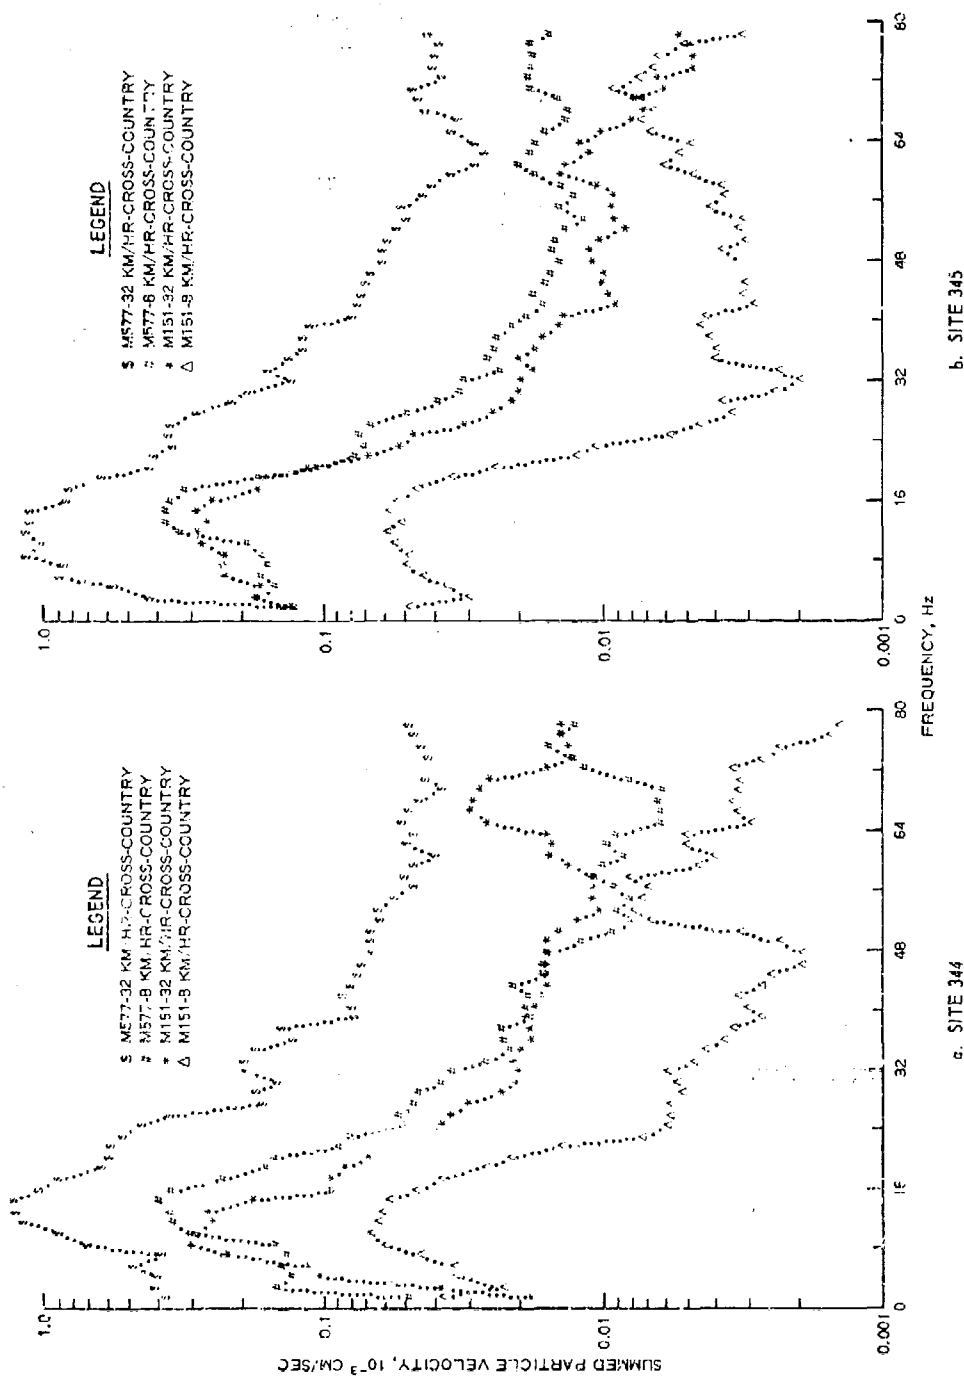 SUMMED PARTICLE VELOCITY, 10⁻³ CM/SEC
1.0
0.1
0.01
0.001
LEGEND
$ M577-32 KM/HR-CROSS-COUNTRY
# M577-8 KM/HR-CROSS-COUNTRY
* M151-32 KM/HR-CROSS-COUNTRY
△ M151-8 KM/HR-CROSS-COUNTRY
0 16 32 48 64 80
a. SITE 344
1.0
0.1
0.01
0.001
LEGEND
$ M577-32 KM/HR-CROSS-COUNTRY
# M577-8 KM/HR-CROSS-COUNTRY
* M151-32 KM/HR-CROSS-COUNTRY
△ M151-8 KM/HR-CROSS-COUNTRY
0 16 32 48 64 80
FREQUENCY, Hz
b. SITE 345